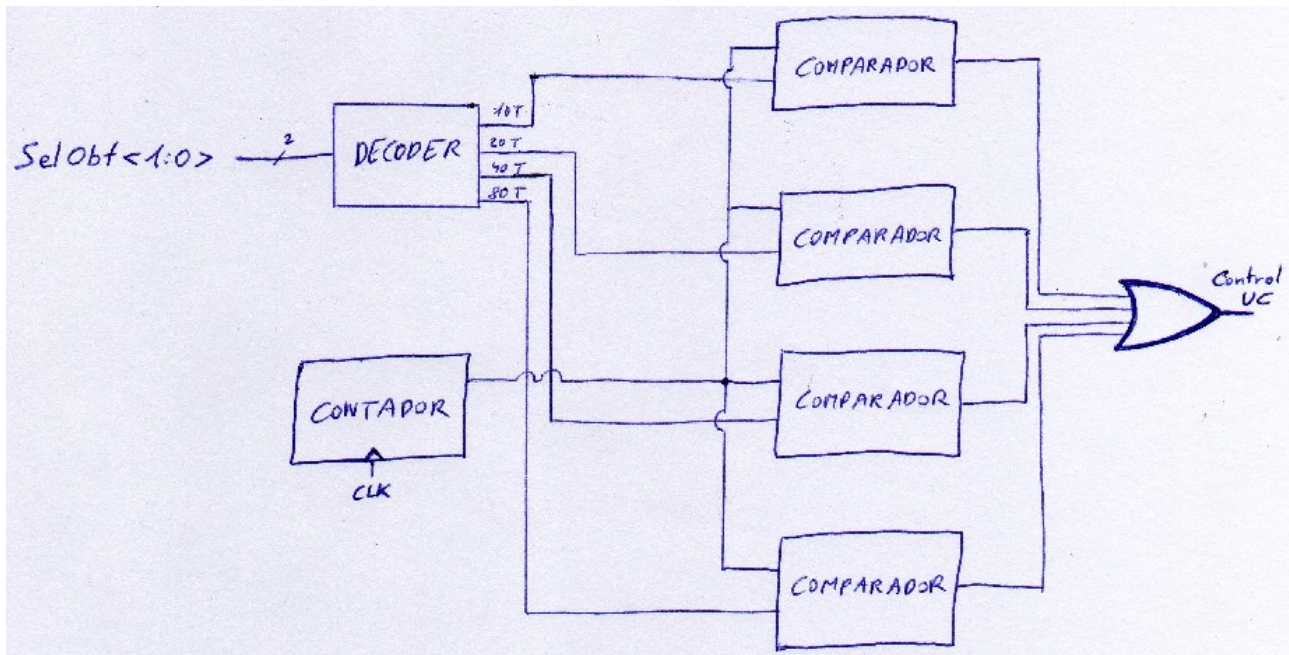 COMPARADOR
10T
2
20T
SelObt <1:0>
DECODER
40T
80T
COMPARADOR
Control
UC
COMPARADOR
CONTADOR
CLK
COMPARADOR